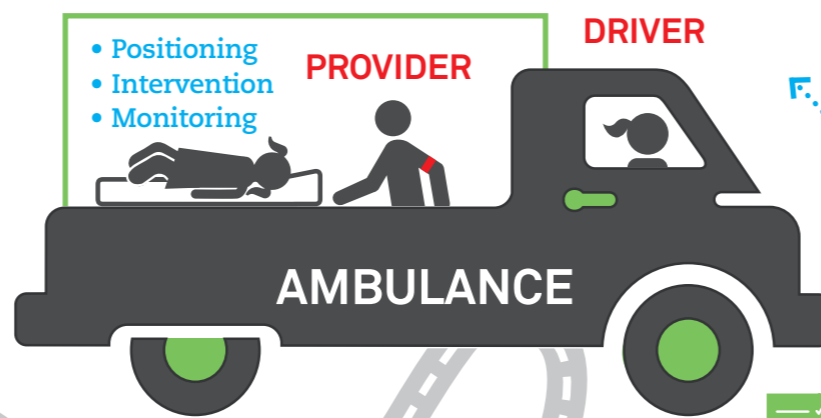 • Positioning
• Intervention
• Monitoring
PROVIDER
DRIVER
AMBULANCE